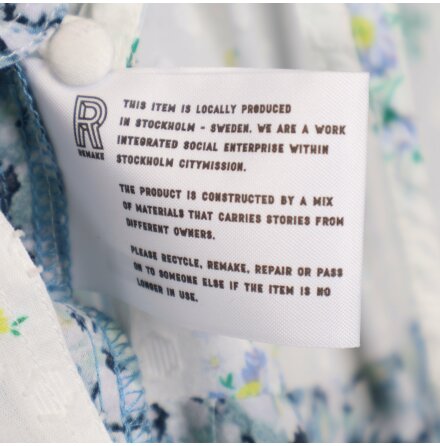 R
REMAKE
THIS ITEM IS LOCALLY PRODUCED
IN STOCKHOLM - SWEDEN. WE ARE A WORK
INTEGRATED SOCIAL ENTERPRISE WITHIN
STOCKHOLM CITYMISSION.
THE PRODUCT IS CONSTRUCTED BY A MIX
OF MATERIALS THAT CARRIES STORIES FROM
DIFFERENT OWNERS.
PLEASE RECYCLE, REMAKE, REPAIR OR PASS
ON TO SOMEONE ELSE IF THE ITEM IS NO
LONGER IN USE.